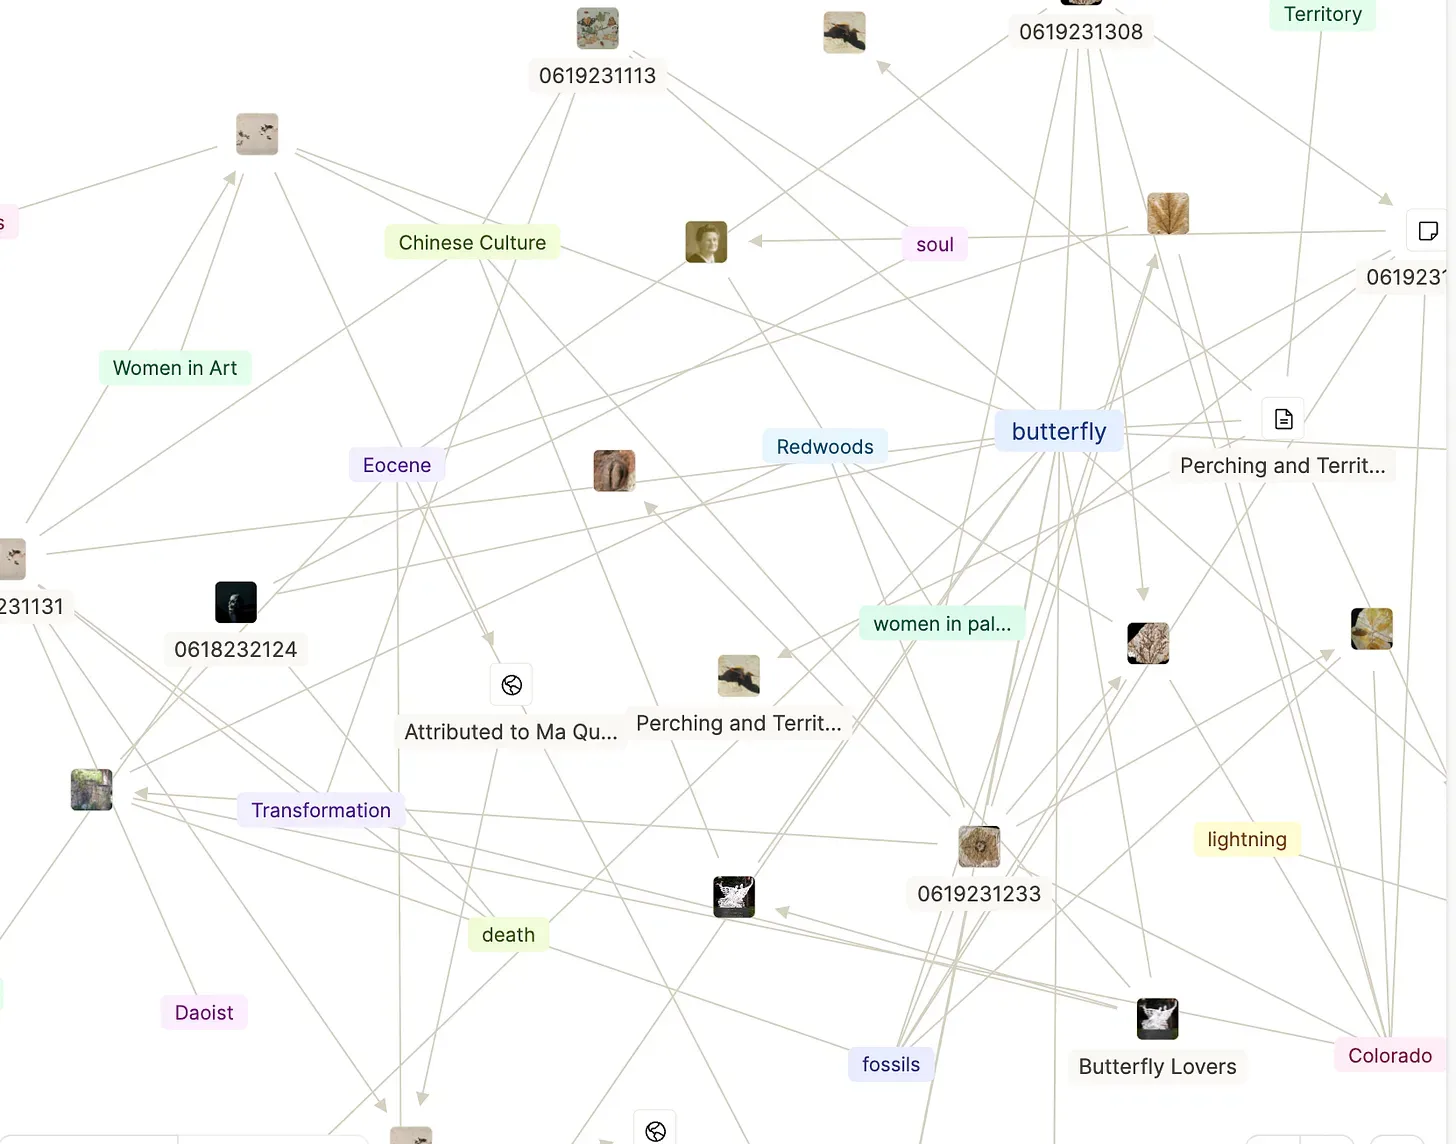 Territory
0619231308
0619231113
s
Chinese Culture
soul
061923
Women in Art
butterfly
Redwoods
Eocene
Perching and Territ...
231131
women in pal...
0618232124
Perching and Territ...
Attributed to Ma Qu...
Transformation
lightning
0619231233
death
Daoist
Colorado
fossils
Butterfly Lovers